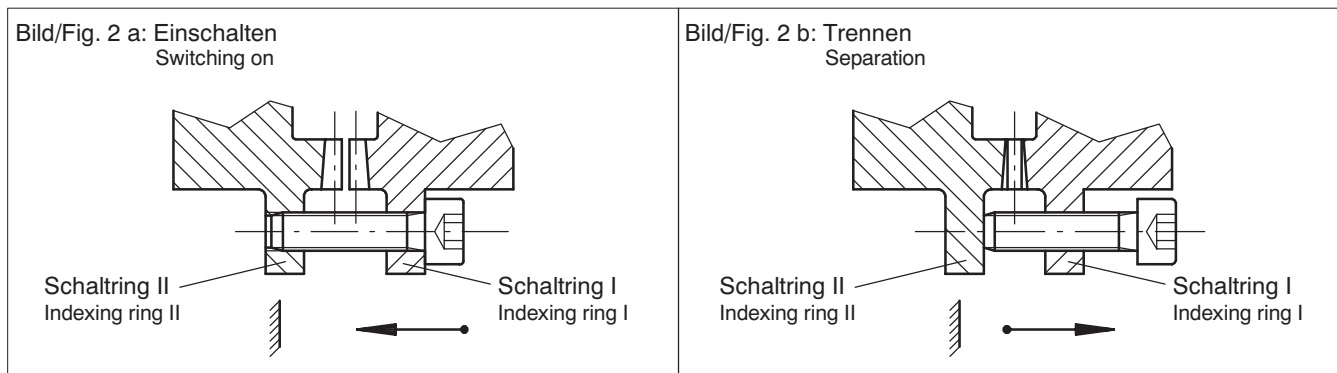 Bild/Fig. 2 a: Einschalten
Switching on
Schaltring II
Indexing ring II
Schaltring I
Indexing ring I
Bild/Fig. 2 b: Trennen
Separation
Schaltring II
Indexing ring II
Schaltring I
Indexing ring I